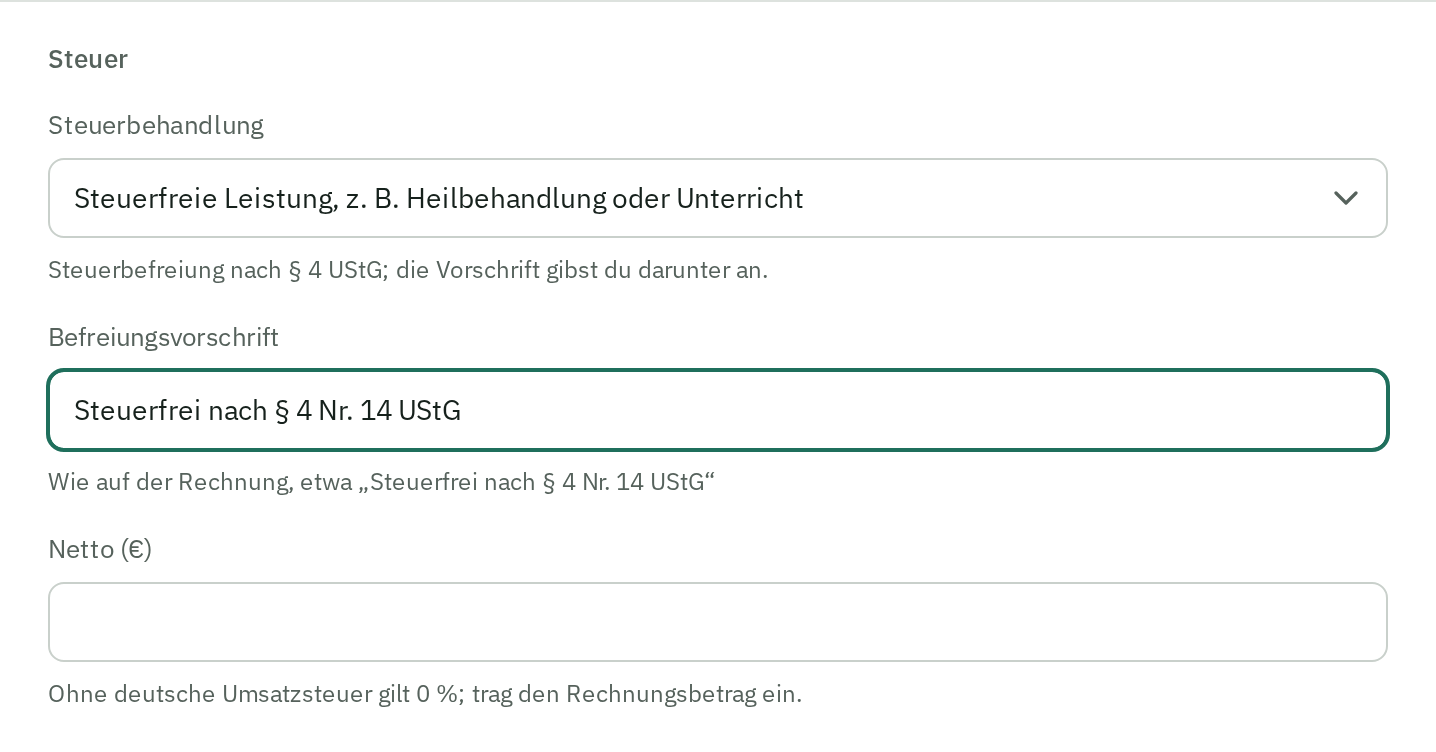 Steuer
Steuerbehandlung
Steuerfreie Leistung, z. B. Heilbehandlung oder Unterricht
Steuerbefreiung nach § 4 UStG; die Vorschrift gibst du darunter an.
Befreiungsvorschrift
Steuerfrei nach § 4 Nr. 14 UStG
Wie auf der Rechnung, etwa „Steuerfrei nach § 4 Nr. 14 UStG“
Netto (€)
Ohne deutsche Umsatzsteuer gilt 0 %; trag den Rechnungsbetrag ein.